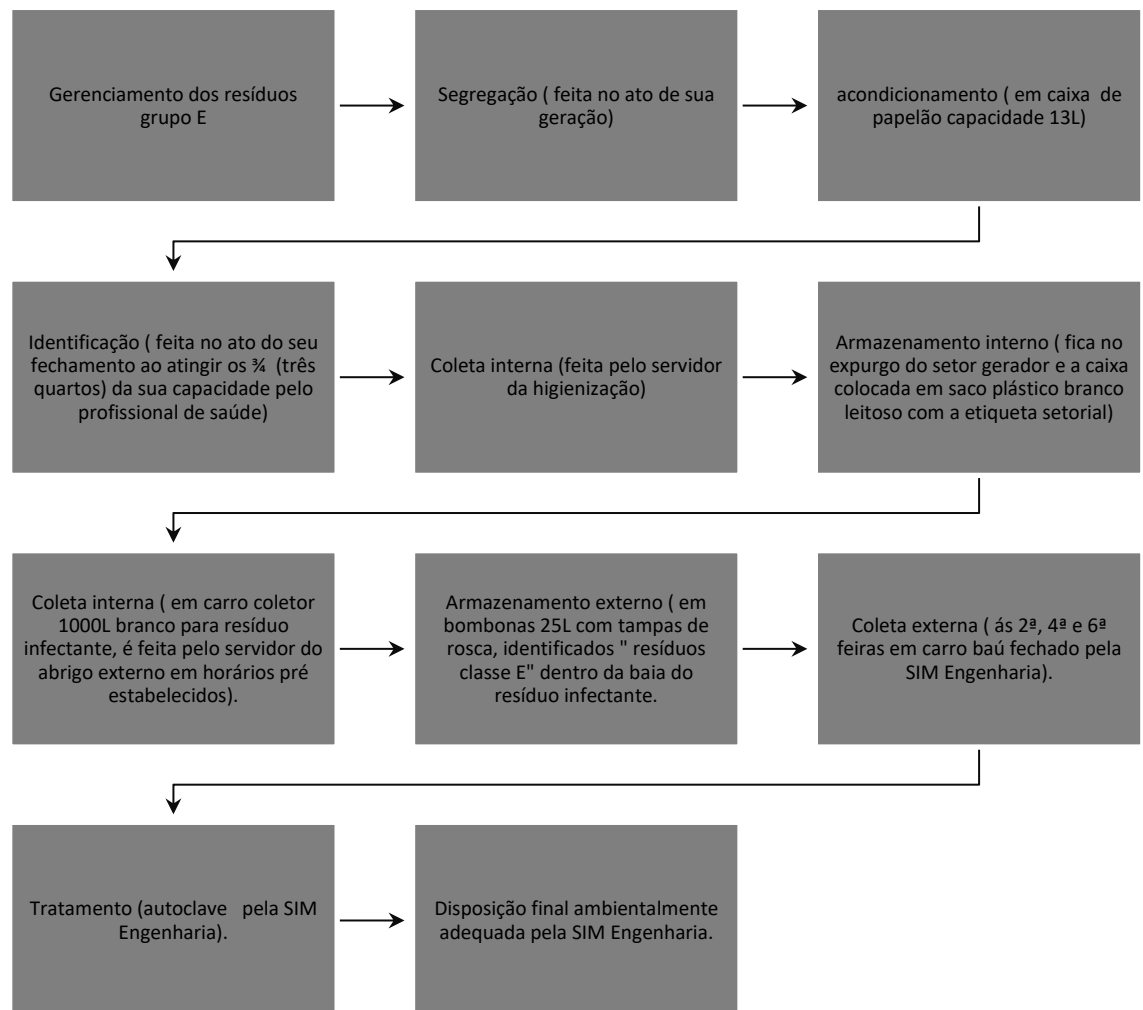 Gerenciamento dos resíduos
grupo E
Segregação ( feita no ato de sua
geração)
acondicionamento ( em caixa de
papelão capacidade 13L)
Identificação ( feita no ato do seu
fechamento ao atingir os ¾ (três
quartos) da sua capacidade pelo
profissional de saúde)
Coleta interna (feita pelo servidor
da higienização)
Armazenamento interno ( fica no
expurgo do setor gerador e a caixa
colocada em saco plástico branco
leitoso com a etiqueta setorial)
Coleta interna ( em carro coletor
1000L branco para resíduo
infectante, é feita pelo servidor do
abrigo externo em horários pré
estabelecidos).
Armazenamento externo ( em
bombonas 25L com tampas de
rosca, identificados " resíduos
classe E" dentro da baia do
resíduo infectante.
Coleta externa ( ás 2ª, 4ª e 6ª
feiras em carro baú fechado pela
SIM Engenharia).
Tratamento (autoclave pela SIM
Engenharia).
Disposição final ambientalmente
adequada pela SIM Engenharia.